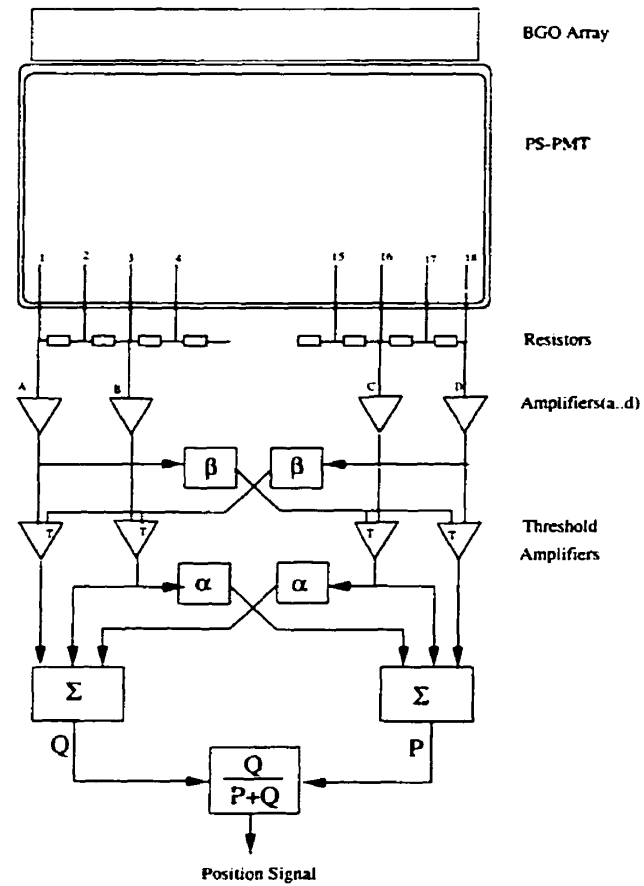 BGO Array
PS-PMT
1 2 3 4 15 16 17 18
Resistors
A B C D
Amplifiers(a..d)
β β
T T T T
Threshold
Amplifiers
α α
Σ Σ
Q P
Q
P+Q
Position Signal